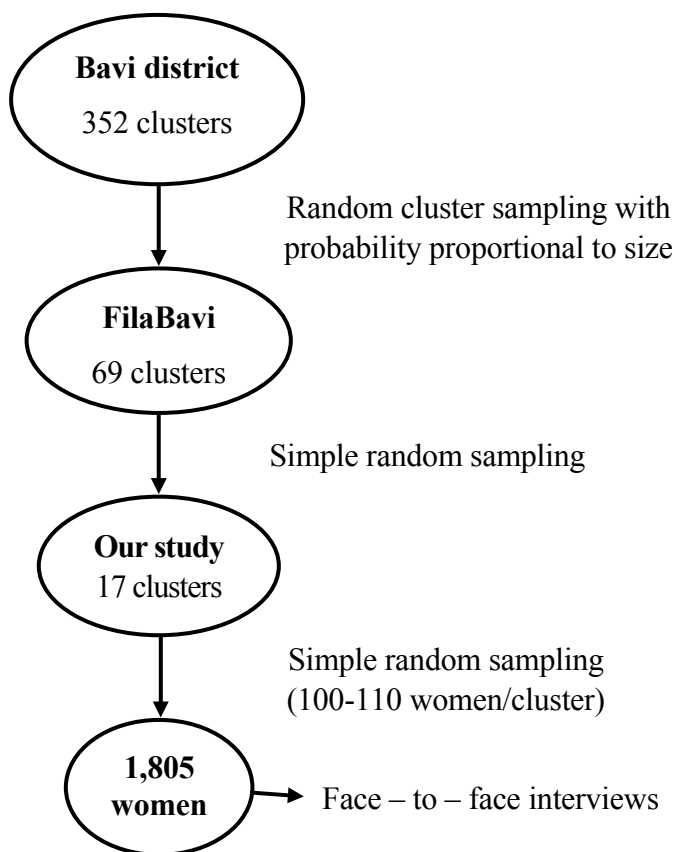 Bavi district
352 clusters
Random cluster sampling with
probability proportional to size
FilaBavi
69 clusters
Simple random sampling
Our study
17 clusters
Simple random sampling
(100-110 women/cluster)
1,805
women
Face – to – face interviews